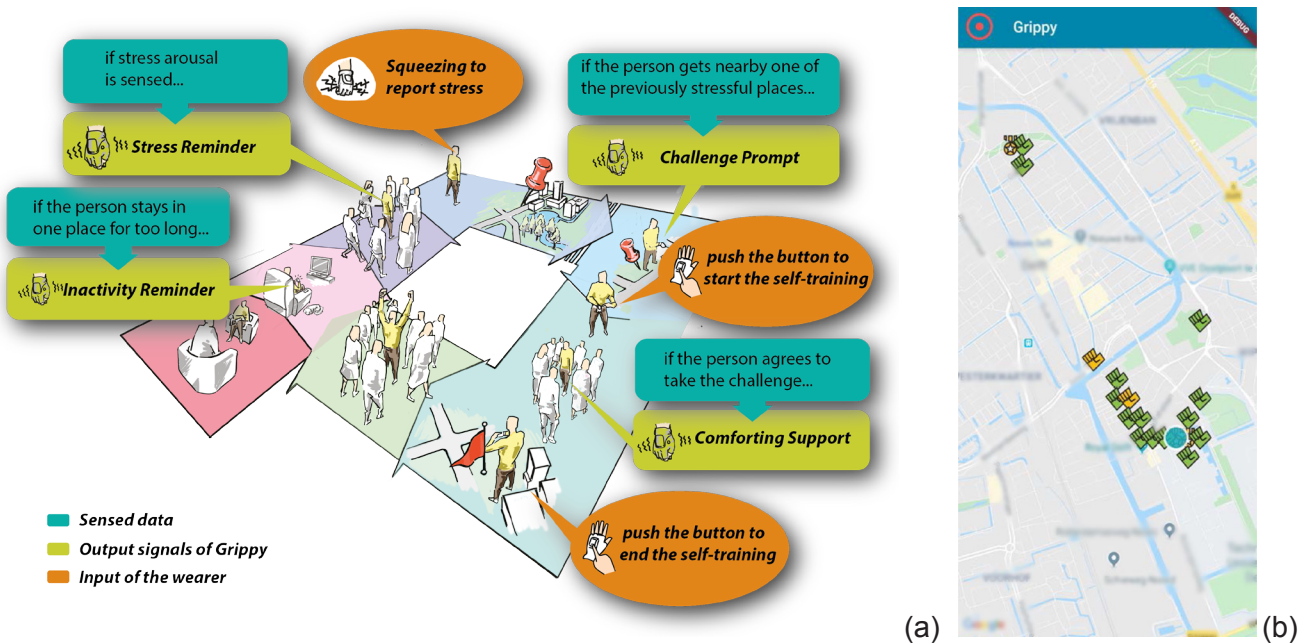 if stress arousal
is sensed...
Stress Reminder
if the person stays in
one place for too long...
Inactivity Reminder
Squeezing to
report stress
if the person gets nearby one of
the previously stressful places...
Challenge Prompt
push the button to
start the self-training
if the person agrees to
take the challenge...
Comforting Support
push the button to
end the self-training
Sensed data
Output signals of Grippy
Input of the wearer
(a)
Grippy
DEBUG
VOORHOF
Google
(b)